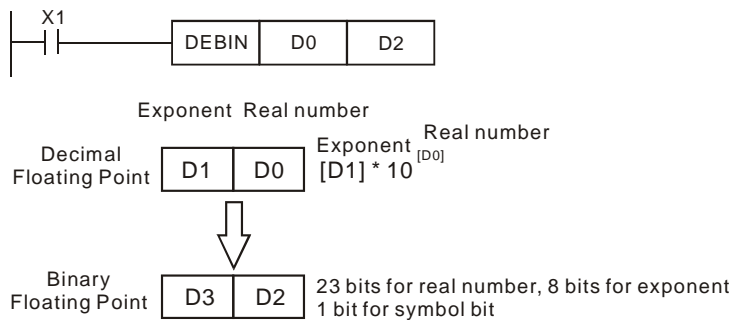 X1
DEBIN D0 D2
Exponent Real number
Decimal Floating Point D1 D0 Exponent Real number
[D1] * 10 [D0]
Binary Floating Point D3 D2 23 bits for real number, 8 bits for exponent
1 bit for symbol bit